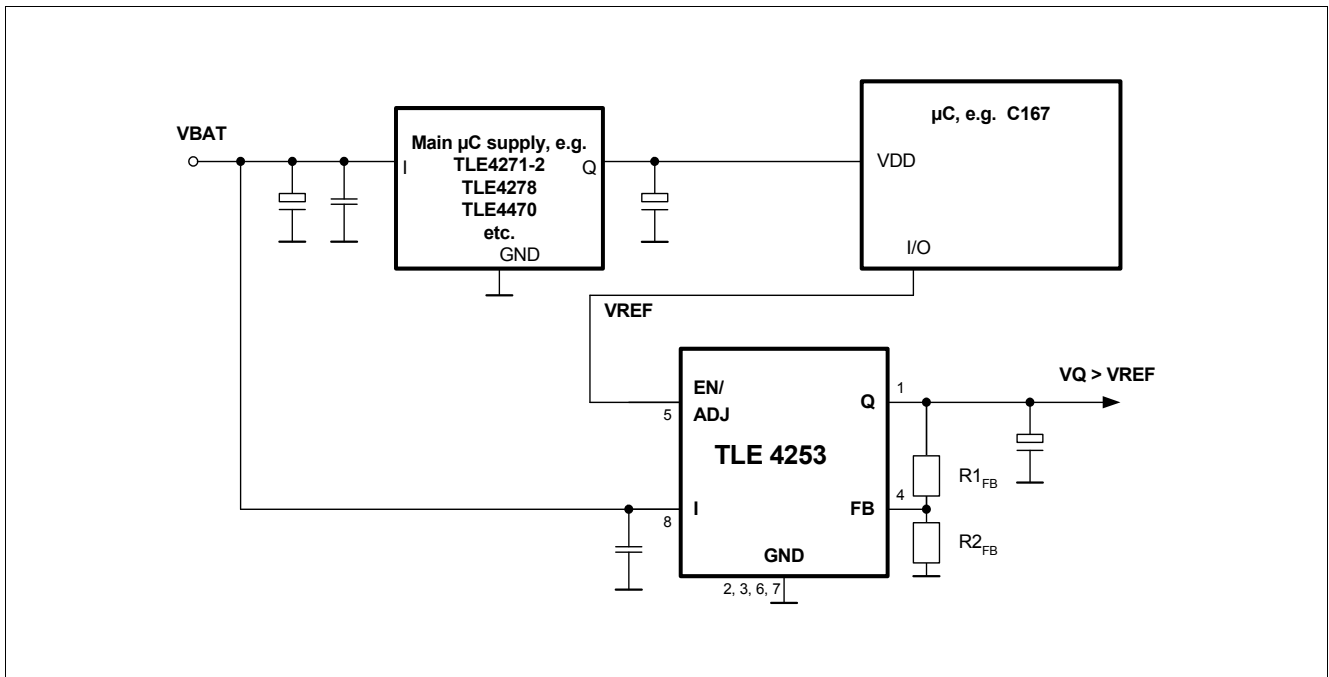 VBAT
I
Main µC supply, e.g.
TLE4271-2
TLE4278
TLE4470
etc.
GND
Q
µC, e.g. C167
VDD
I/O
VREF
EN/
ADJ
5
Q
1
VQ > VREF
TLE 4253
R1FB
I
8
FB
4
R2FB
GND
2, 3, 6, 7